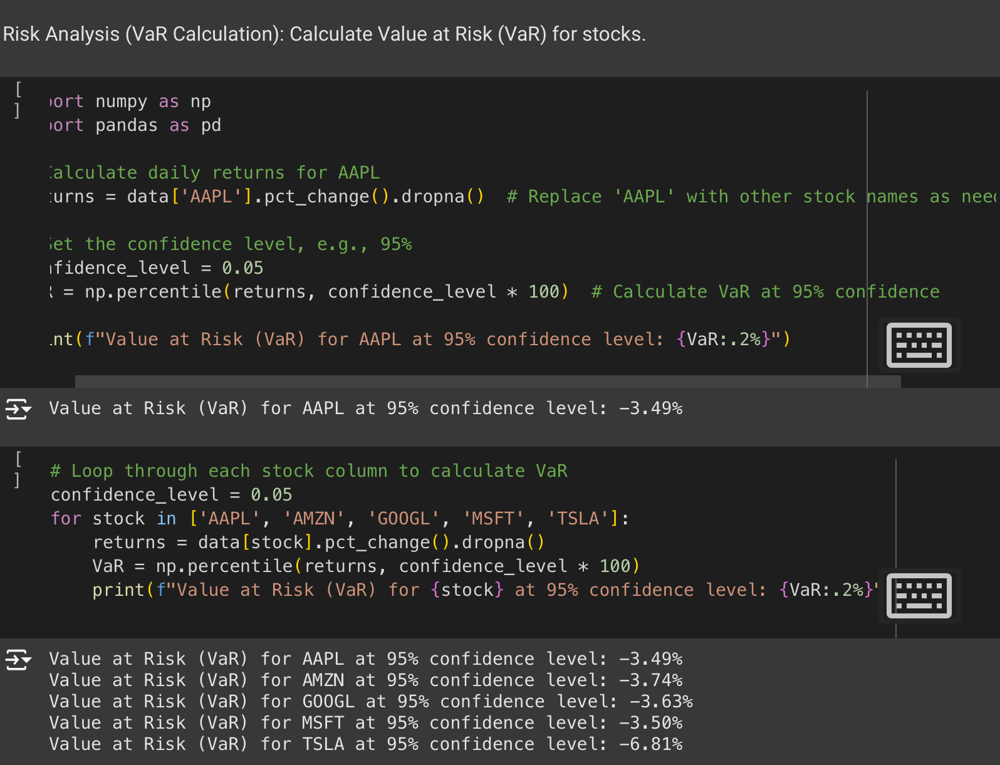 Risk Analysis (VaR Calculation): Calculate Value at Risk (VaR) for stocks.
[ ]
port numpy as np
port pandas as pd
alculate daily returns for AAPL
urns = data['AAPL'].pct_change().dropna()  # Replace 'AAPL' with other stock names as need
et the confidence level, e.g., 95%
nfidence_level = 0.05
R = np.percentile(returns, confidence_level * 100)  # Calculate VaR at 95% confidence
int("Value at Risk (VaR) for AAPL at 95% confidence level: {VaR:.2%}")
Value at Risk (VaR) for AAPL at 95% confidence level: -3.49%
[ ]
# Loop through each stock column to calculate VaR
confidence_level = 0.05
for stock in ['AAPL', 'AMZN', 'GOOGL', 'MSFT', 'TSLA']:
    returns = data[stock].pct_change().dropna()
    VaR = np.percentile(returns, confidence_level * 100)
    print(f"Value at Risk (VaR) for {stock} at 95% confidence level: {VaR:.2%}"
Value at Risk (VaR) for AAPL at 95% confidence level: -3.49%
Value at Risk (VaR) for AMZN at 95% confidence level: -3.74%
Value at Risk (VaR) for GOOGL at 95% confidence level: -3.63%
Value at Risk (VaR) for MSFT at 95% confidence level: -3.50%
Value at Risk (VaR) for TSLA at 95% confidence level: -6.81%